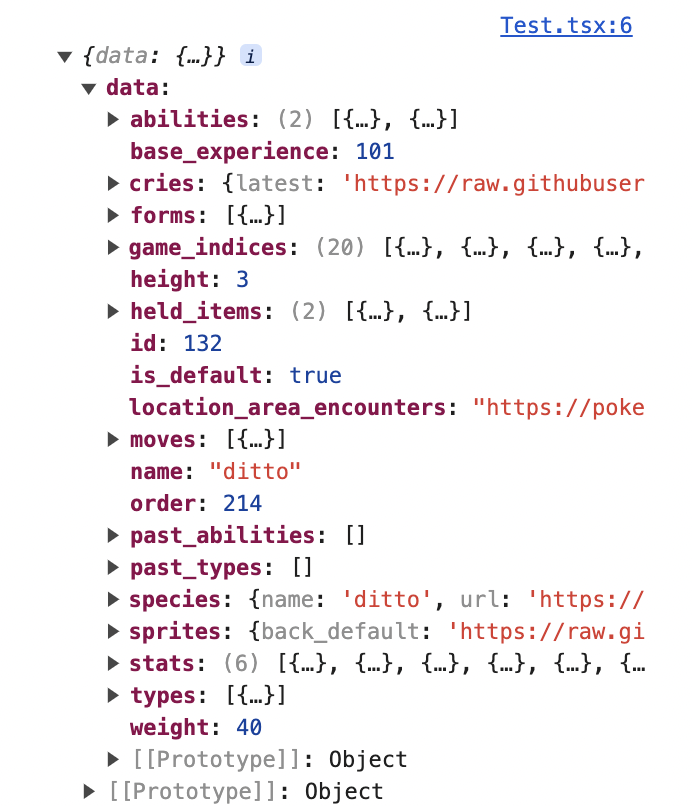 Test.tsx:6
▼ {data: {…}} i
▼ data:
▶ abilities: (2) [{…}, {…}]
base_experience: 101
▶ cries: {latest: 'https://raw.githubuser
▶ forms: [{…}]
▶ game_indices: (20) [{…}, {…}, {…}, {…},
height: 3
▶ held_items: (2) [{…}, {…}]
id: 132
is_default: true
location_area_encounters: "https://poke
▶ moves: [{…}]
name: "ditto"
order: 214
▶ past_abilities: []
▶ past_types: []
▶ species: {name: 'ditto', url: 'https://
▶ sprites: {back_default: 'https://raw.gi
▶ stats: (6) [{…}, {…}, {…}, {…}, {…}, {…
▶ types: [{…}]
weight: 40
▶ [[Prototype]]: Object
▶ [[Prototype]]: Object